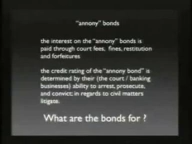 "annony" bonds
the interest on the "annony" bonds is
paid through court fees, fines, restitution
and forfeitures
the credit rating of the "annony bond" is
determined by their (the court / banking
businesses) ability to arrest, prosecute,
and convict; in regards to civil matters
litigate.
What are the bonds for ?